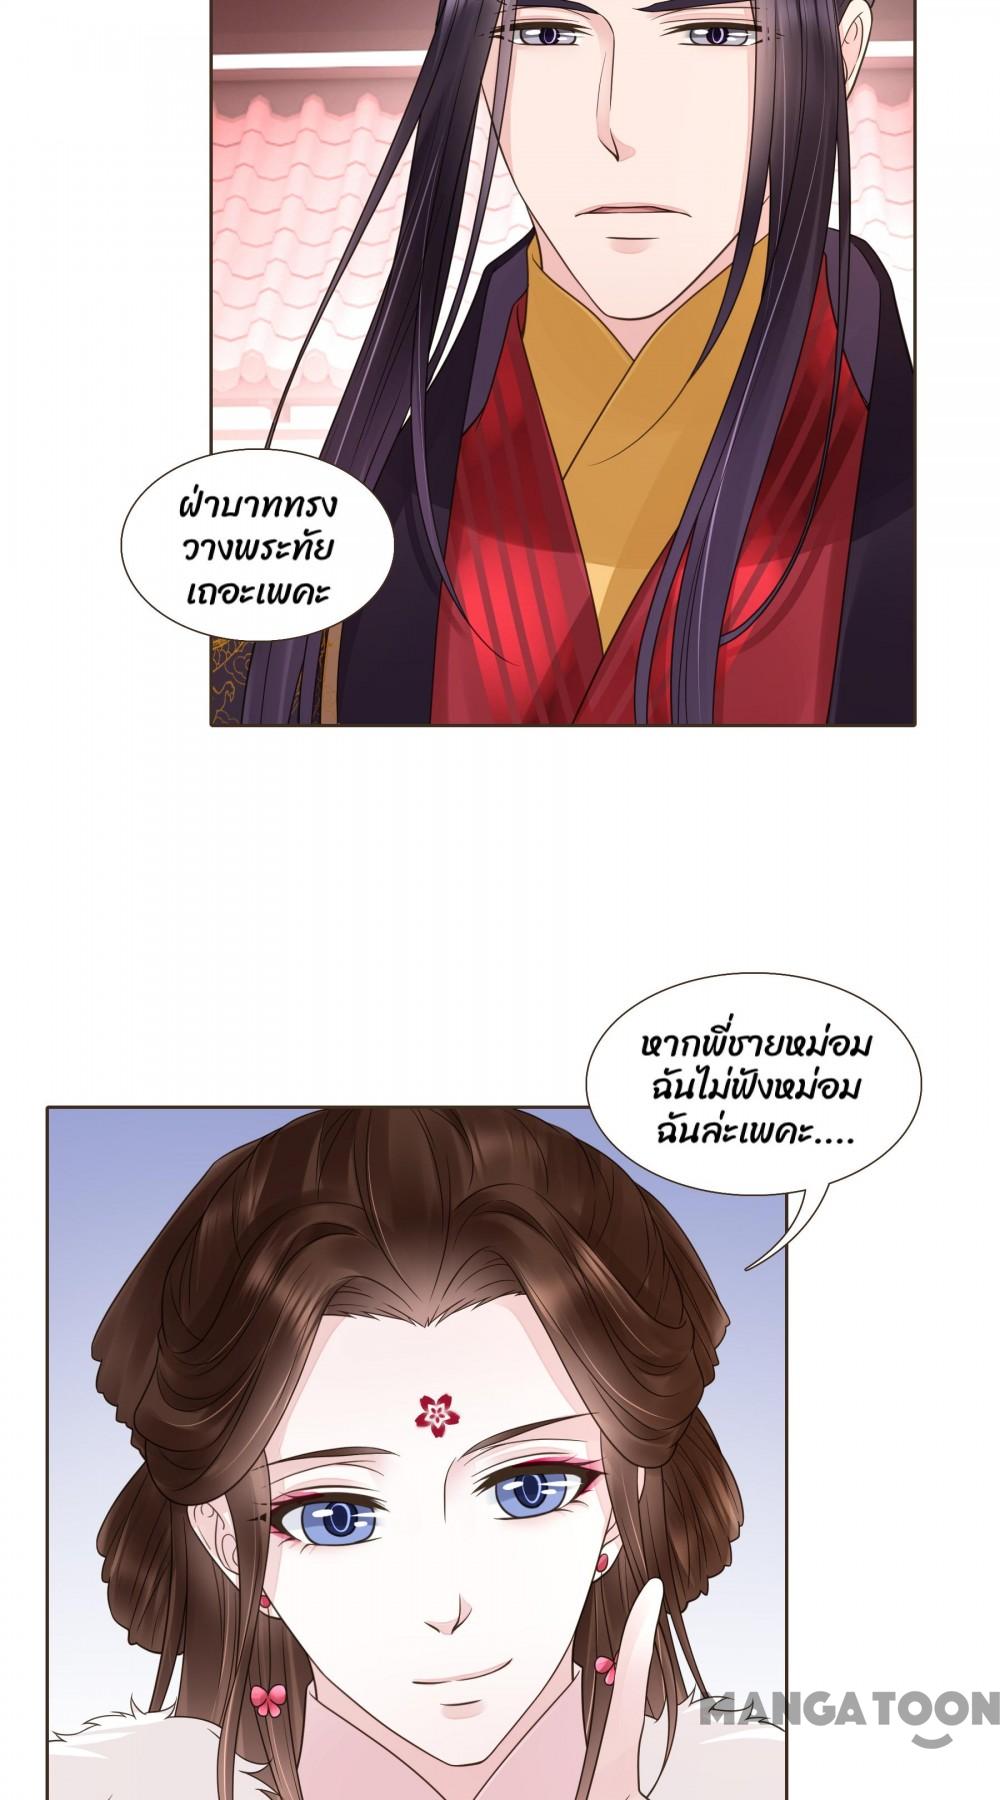 ฝ่าบาททรง
วางพระทัย
เถอะเพคะ
หากพี่ชายหม่อม
ฉันไม่ฟังหม่อม
ฉันล่ะเพคะ....
MANGATOON